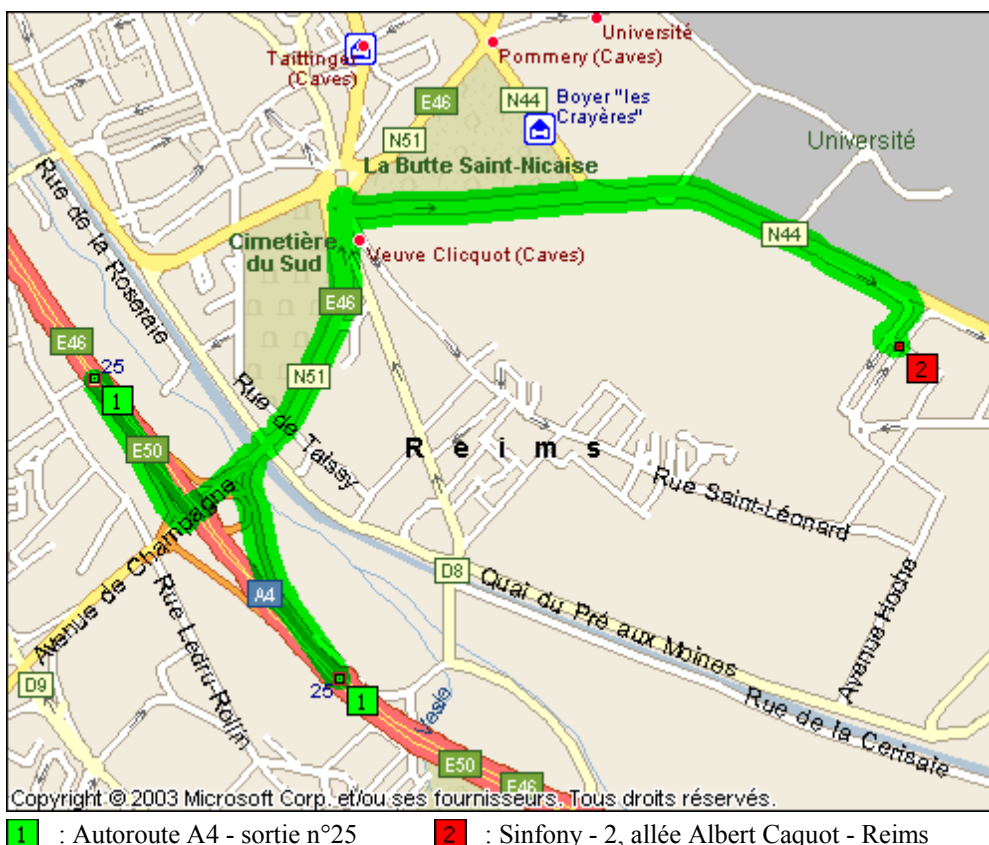 Université
Taittinger
(Caves)
Pommery (Caves)
E46
N44
Boyer "les
Crayères"
N51
Université
La Butte Saint-Nicaise
Rue de la Roseraie
N44
Cimetière
du Sud
Veuve Clicquot (Caves)
E46
E46
25
1
2
N51
Rue de Taissy
E50
Reims
Rue Saint-Léonard
Avenue de Champagne
D8
Quai du Pré aux Moines
A4
Rue Ledru-Rollin
Avenue Hoche
D9
25
1
Vesle
Rue de la Cerisaie
E50
E46
Copyright © 2003 Microsoft Corp. et/ou ses fournisseurs. Tous droits réservés.
1 : Autoroute A4 - sortie n°25
2 : Sinfony - 2, allée Albert Caquot - Reims